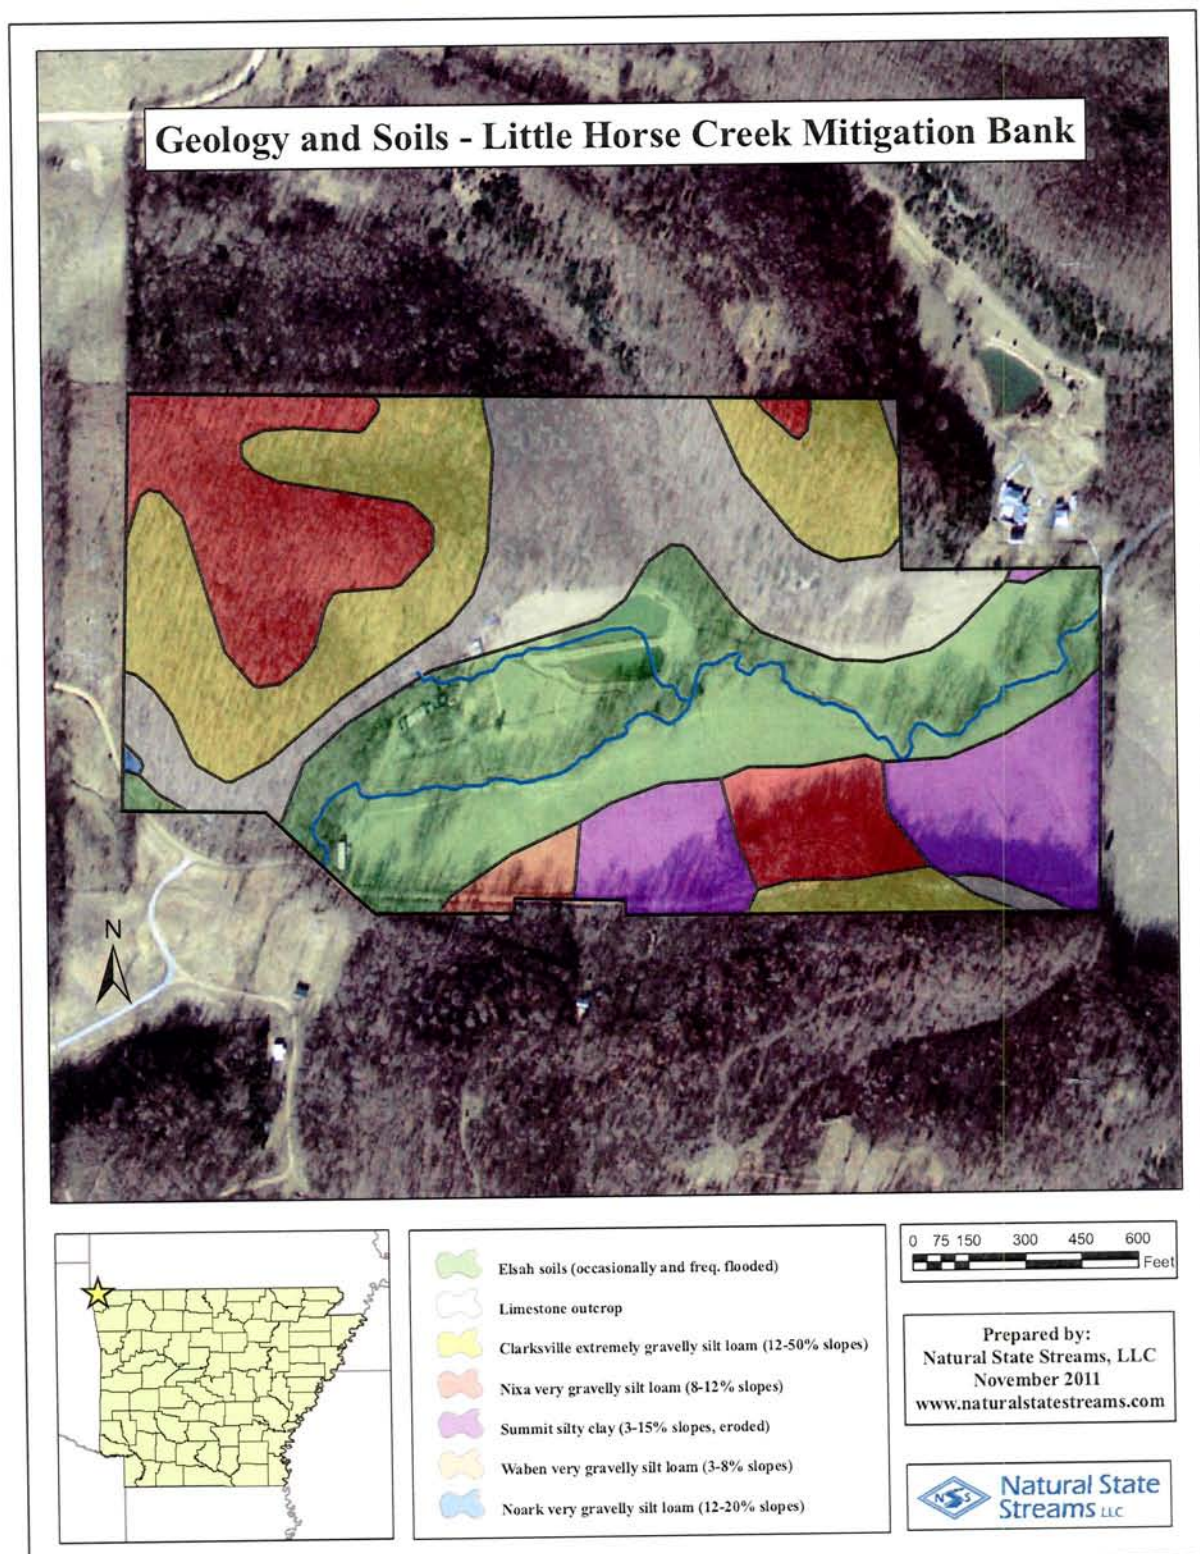 Geology and Soils - Little Horse Creek Mitigation Bank
N
Elsah soils (occasionally and freq. flooded)
Limestone outcrop
Clarksville extremely gravelly silt loam (12-50% slopes)
Nixa very gravelly silt loam (8-12% slopes)
Summit silty clay (3-15% slopes, eroded)
Waben very gravelly silt loam (3-8% slopes)
Noark very gravelly silt loam (12-20% slopes)
0 75 150 300 450 600
Feet
Prepared by:
Natural State Streams, LLC
November 2011
www.naturalstatestreams.com
NSS
Natural State
Streams LLC